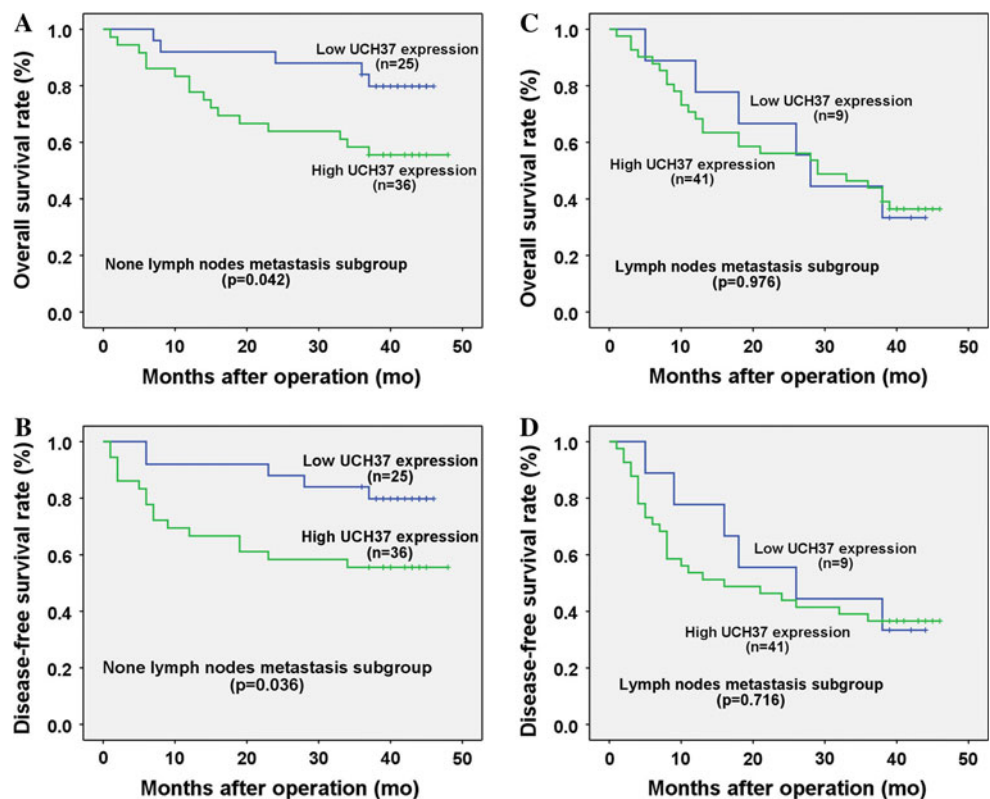 A
Overall survival rate (%)
1.0
0.8
0.6
0.4
0.2
0.0
Low UCH37 expression
(n=25)
High UCH37 expression
(n=36)
None lymph nodes metastasis subgroup
(p=0.042)
0 10 20 30 40 50
Months after operation (mo)
C
Overall survival rate (%)
1.0
0.8
0.6
0.4
0.2
0.0
Low UCH37 expression
(n=9)
High UCH37 expression
(n=41)
Lymph nodes metastasis subgroup
(p=0.976)
0 10 20 30 40 50
Months after operation (mo)
B
Disease-free survival rate (%)
1.0
0.8
0.6
0.4
0.2
0.0
Low UCH37 expression
(n=25)
High UCH37 expression
(n=36)
None lymph nodes metastasis subgroup
(p=0.036)
0 10 20 30 40 50
Months after operation (mo)
D
Disease-free survival rate (%)
1.0
0.8
0.6
0.4
0.2
0.0
Low UCH37 expression
(n=9)
High UCH37 expression
(n=41)
Lymph nodes metastasis subgroup
(p=0.716)
0 10 20 30 40 50
Months after operation (mo)